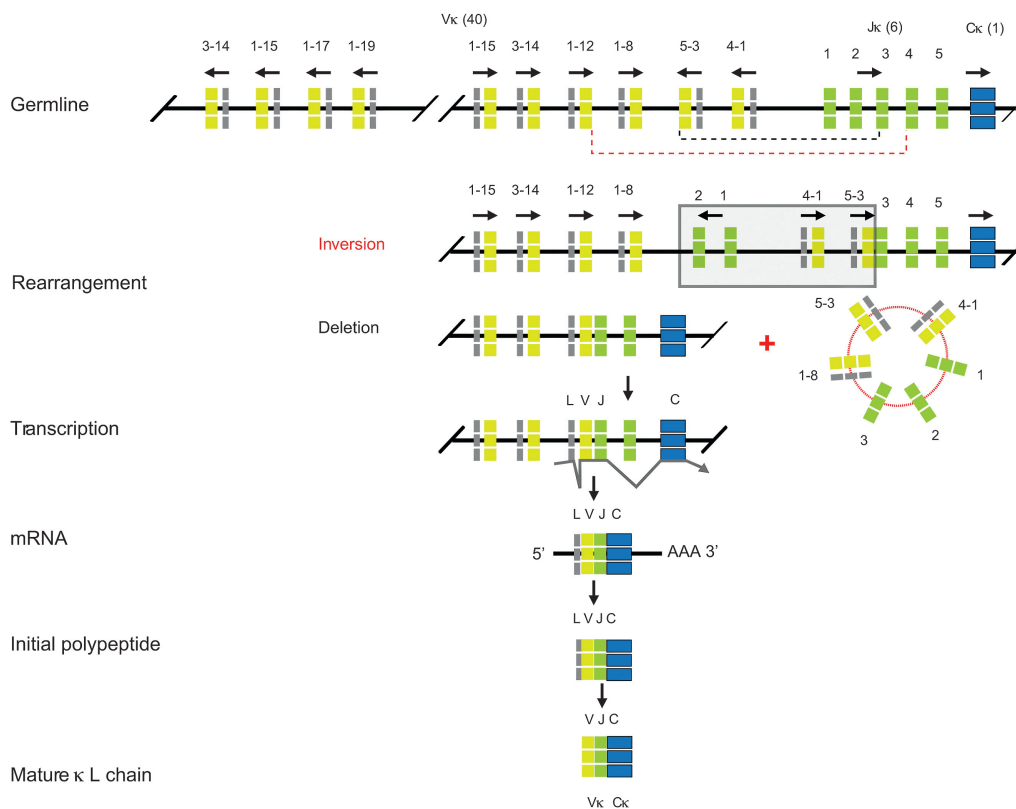 Vκ (40)
Jκ (6)
Cκ (1)
3-14 1-15 1-17 1-19 1-15 3-14 1-12 1-8 5-3 4-1 1 2 3 4 5
Germline
1-15 3-14 1-12 1-8 2 1 4-1 5-3 3 4 5
Inversion
Rearrangement
Deletion
+
5-3 4-1
1-8 1
3 2
L V J C
Transcription
L V J C
mRNA
5’ AAA 3’
L V J C
Initial polypeptide
V J C
Mature κ L chain
Vκ Cκ